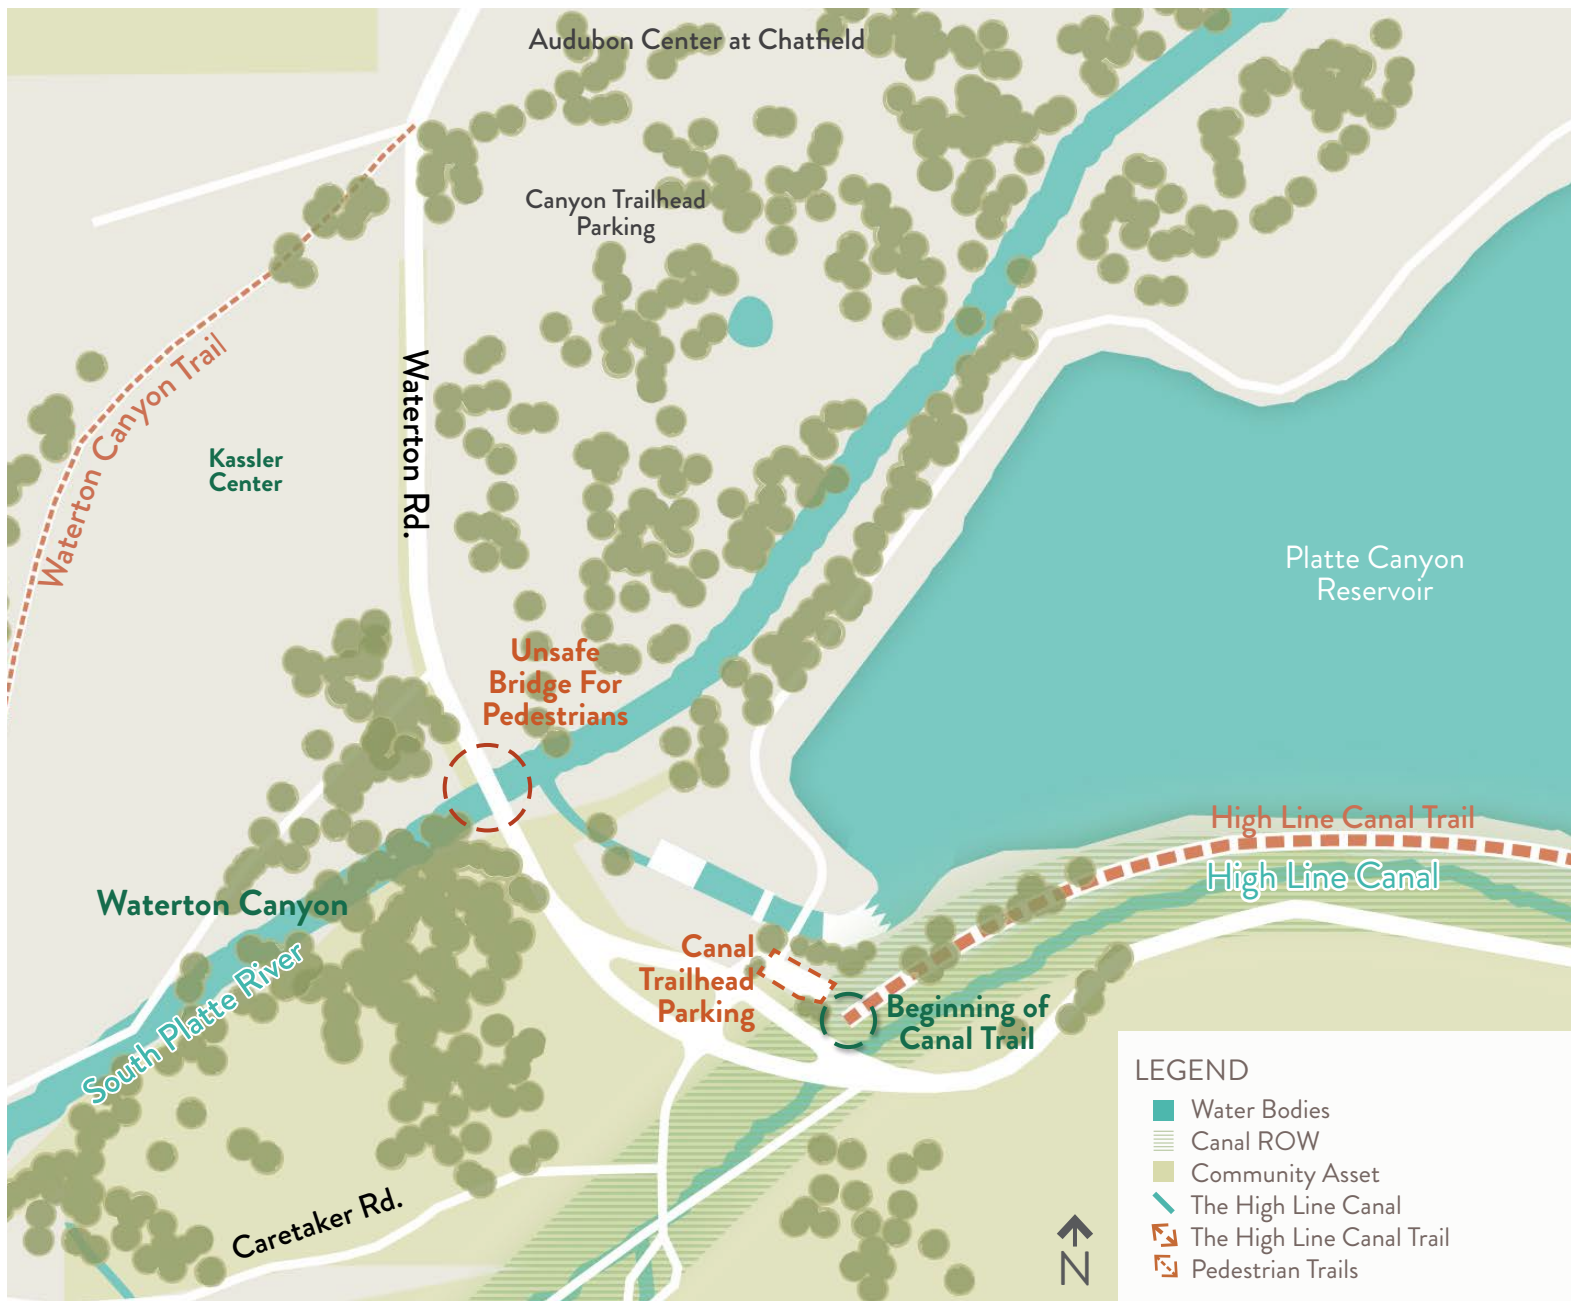 Audubon Center at Chatfield
Canyon Trailhead
Parking
Waterton Canyon Trail
Waterton Rd.
Kassler
Center
Platte Canyon
Reservoir
Unsafe
Bridge For
Pedestrians
High Line Canal Trail
High Line Canal
Waterton Canyon
South Platte River
Canal
Trailhead
Parking
Beginning of
Canal Trail
Caretaker Rd.
N
LEGEND
Water Bodies
Canal ROW
Community Asset
The High Line Canal
The High Line Canal Trail
Pedestrian Trails